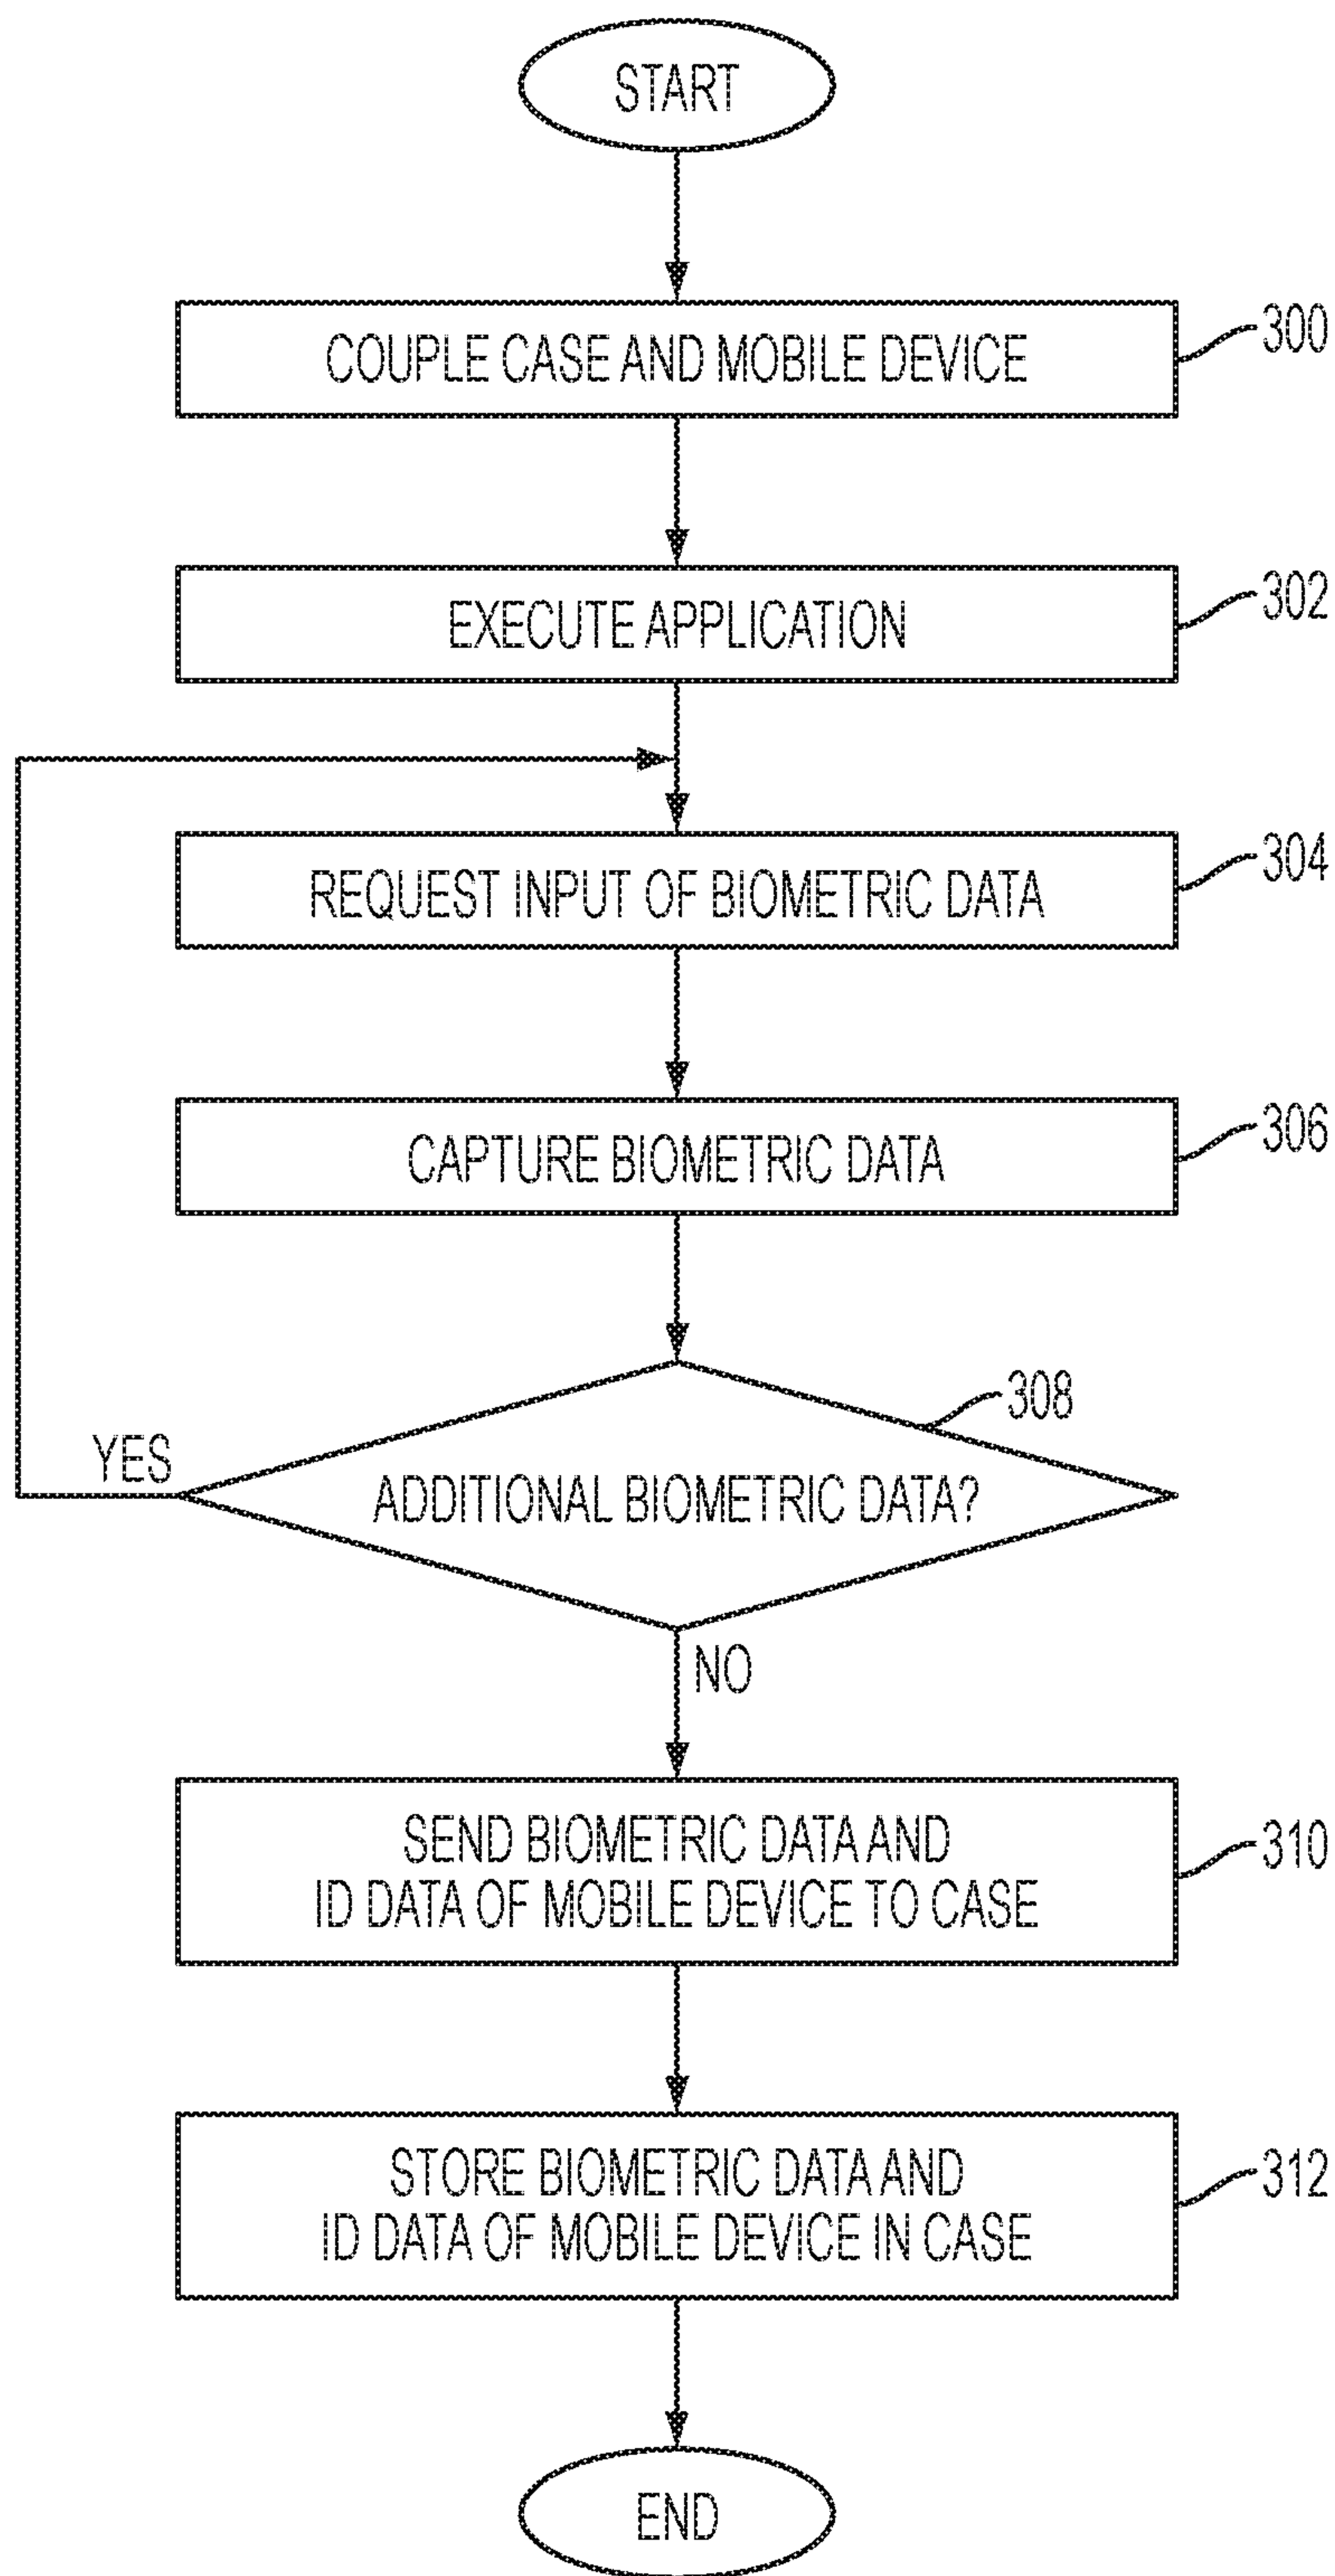 START
COUPLE CASE AND MOBILE DEVICE
300
EXECUTE APPLICATION
302
REQUEST INPUT OF BIOMETRIC DATA
304
CAPTURE BIOMETRIC DATA
306
308
YES
ADDITIONAL BIOMETRIC DATA?
NO
SEND BIOMETRIC DATA AND
ID DATA OF MOBILE DEVICE TO CASE
310
STORE BIOMETRIC DATA AND
ID DATA OF MOBILE DEVICE IN CASE
312
END